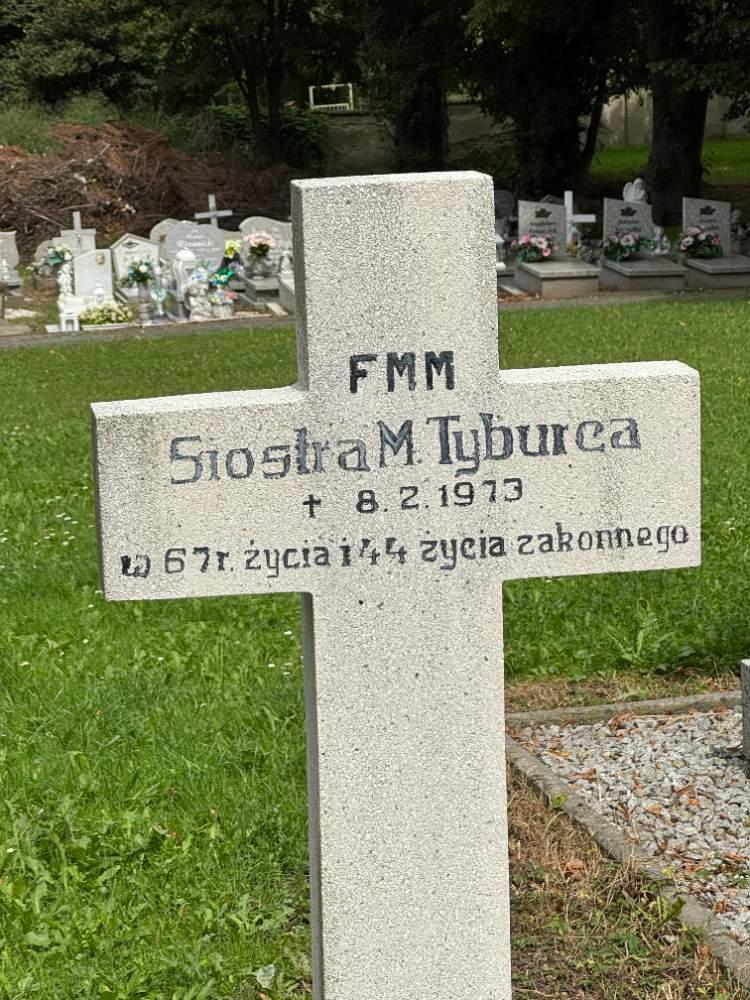 FMM
Siostra M. Tyburca
† 8.2.1973
w 67 r. życia i 44 życia zakonnego